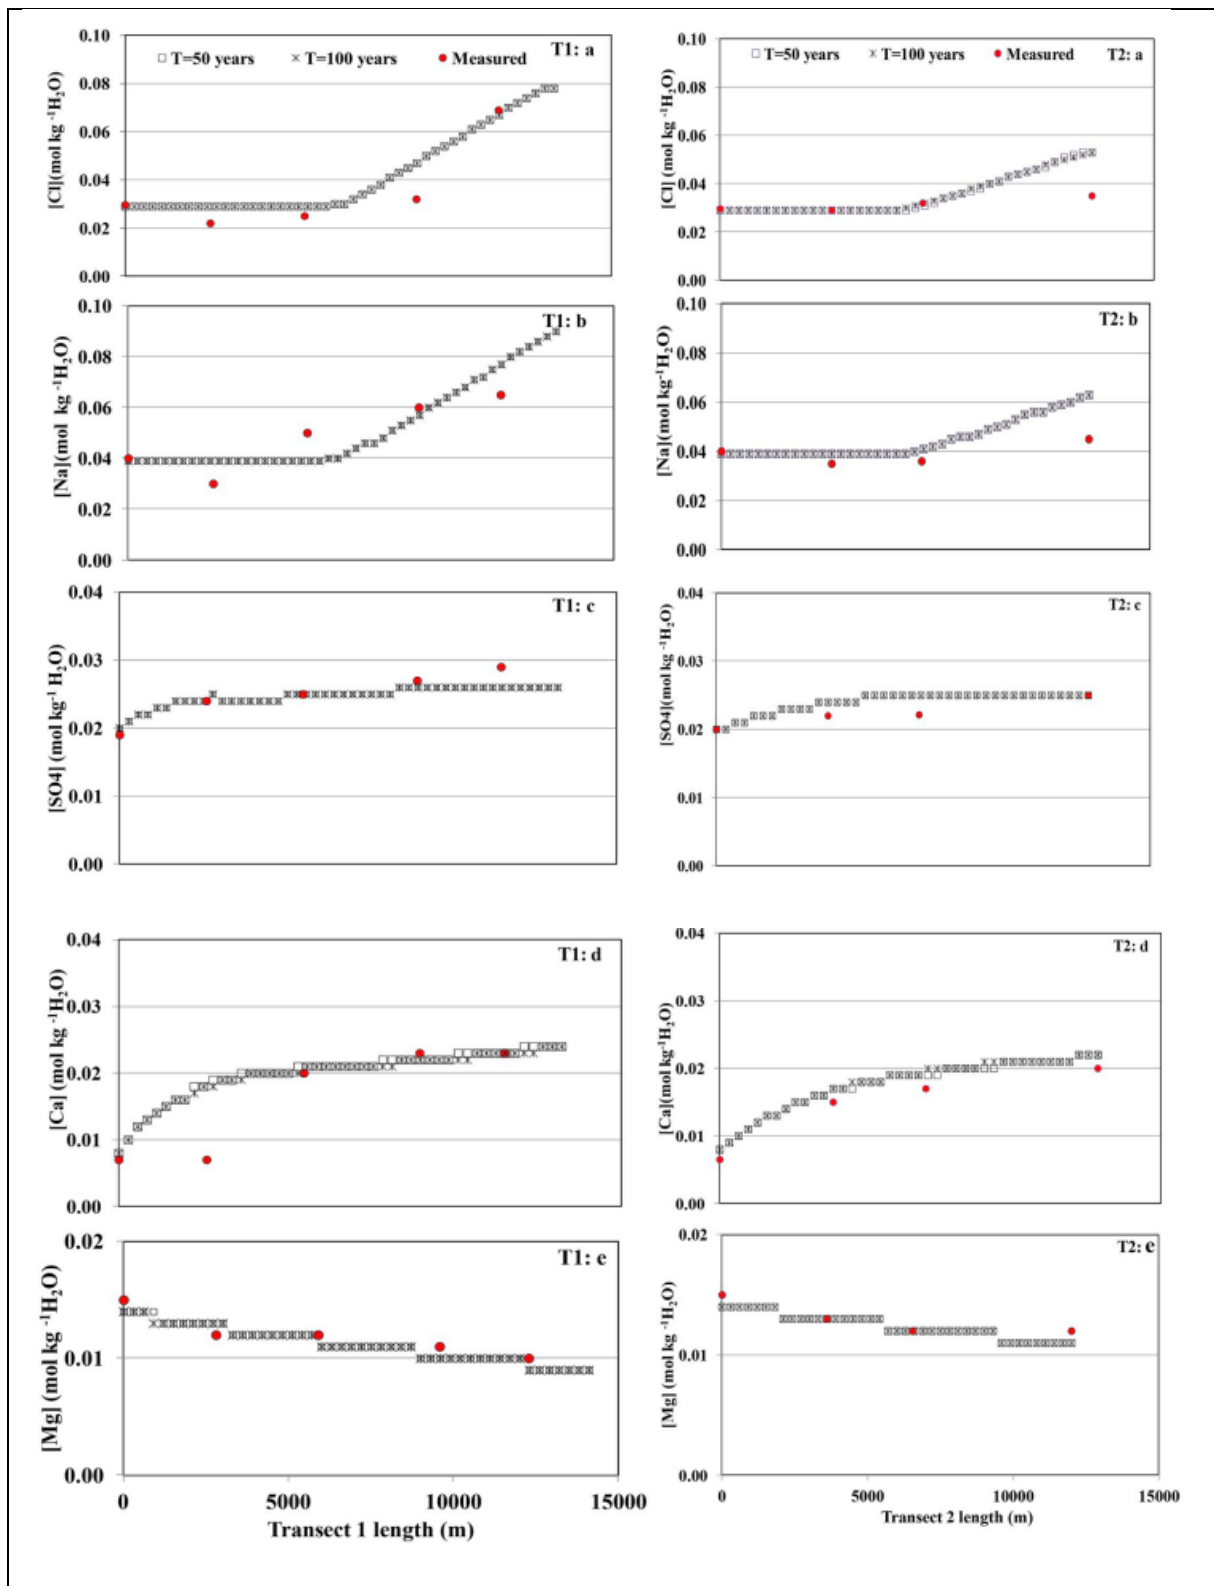 T1: a
□ T=50 years × T=100 years ● Measured
0.10
0.08
0.06
0.04
0.02
0.00
[Cl](mol kg -1H2O)
T2: a
□ T=50 years × T=100 years ● Measured
0.10
0.08
0.06
0.04
0.02
0.00
[Cl] (mol kg-1H2O)
T1: b
0.10
0.08
0.06
0.04
0.02
0.00
[Na](mol kg -1H2O)
T2: b
0.10
0.08
0.06
0.04
0.02
0.00
[Na](mol kg-1H2O)
T1: c
0.04
0.03
0.02
0.01
0.00
[SO4] (mol kg-1 H2O)
T2: c
0.04
0.03
0.02
0.01
0.00
[SO4](mol kg -1H2O)
T1: d
0.04
0.03
0.02
0.01
0.00
[Ca] (mol kg -1H2O)
T2: d
0.04
0.03
0.02
0.01
0.00
[Ca](mol kg-1H2O)
T1: e
0.02
0.01
0.00
[Mg] (mol kg -1H2O)
0 5000 10000 15000
Transect 1 length (m)
T2: e
0.02
0.01
0.00
[Mg] (mol kg -1H2O)
0 5000 10000 15000
Transect 2 length (m)